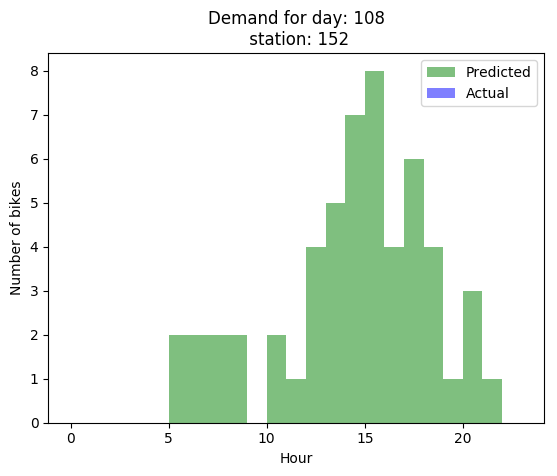 Demand for day: 108
station: 152
Predicted
Actual
8
7
6
5
4
3
2
1
0
Number of bikes
0 5 10 15 20
Hour